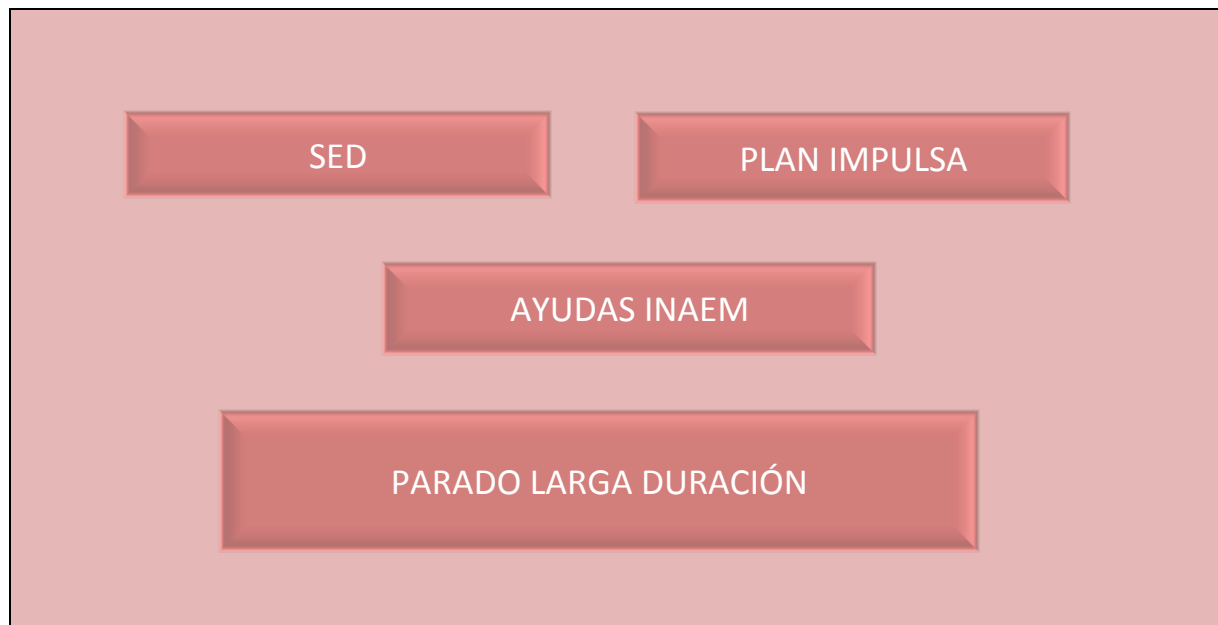 SED
PLAN IMPULSA
AYUDAS INAEM
PARADO LARGA DURACIÓN